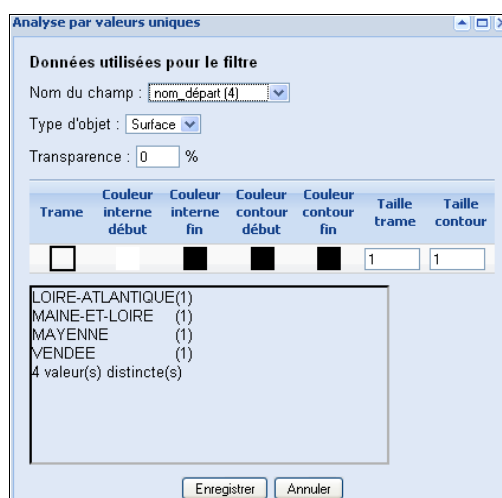 Analyse par valeurs uniques
Données utilisées pour le filtre
Nom du champ : nom_départ (4)
Type d'objet : Surface
Transparence : 0 %
Trame Couleur interne début Couleur interne fin Couleur contour début Couleur contour fin Taille trame Taille contour
1 1
LOIRE-ATLANTIQUE(1)
MAINE-ET-LOIRE (1)
MAYENNE (1)
VENDEE (1)
4 valeur(s) distincte(s)
Enregistrer Annuler